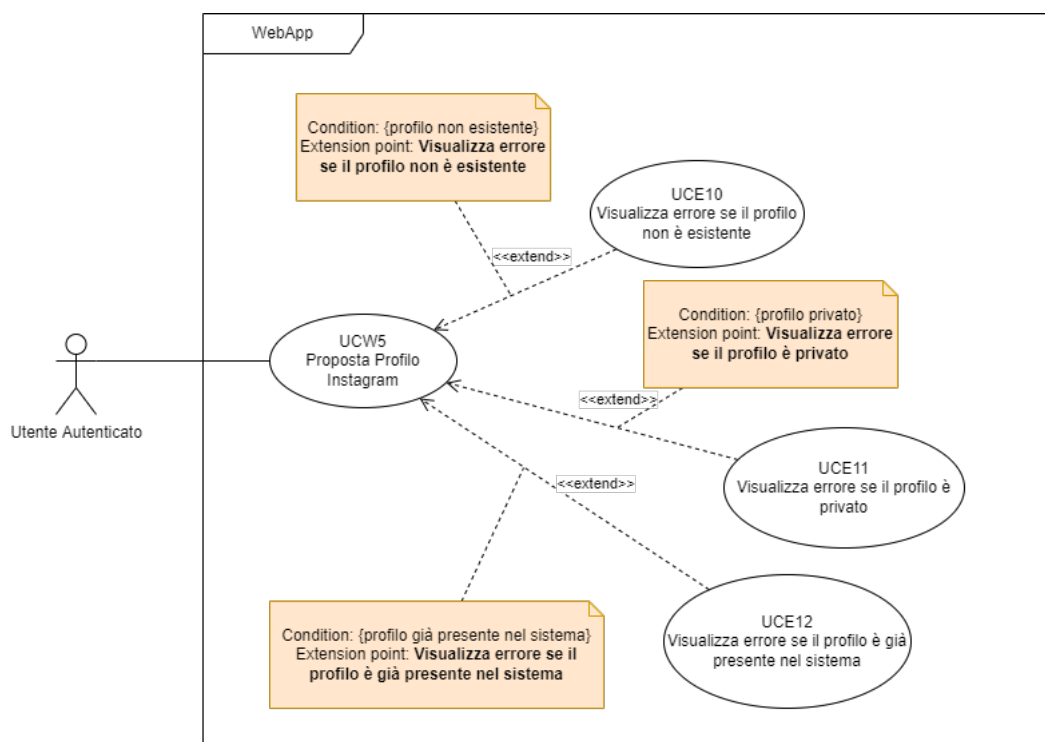 WebApp
Condition: {profilo non esistente}
Extension point: Visualizza errore
se il profilo non è esistente
UCE10
Visualizza errore se il profilo
non è esistente
<<extend>>
Condition: {profilo privato}
Extension point: Visualizza errore
se il profilo è privato
UCW5
Proposta Profilo
Instagram
<<extend>>
Utente Autenticato
UCE11
Visualizza errore se il profilo è
privato
<<extend>>
Condition: {profilo già presente nel sistema}
Extension point: Visualizza errore se il
profilo è già presente nel sistema
UCE12
Visualizza errore se il profilo è già
presente nel sistema